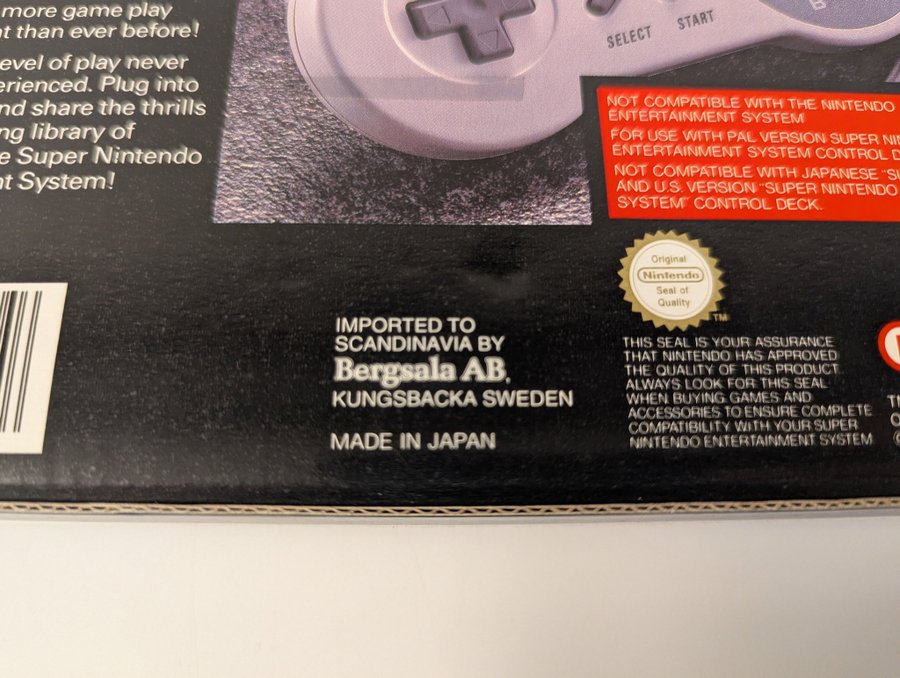 more game play
than ever before!
evel of play never
Plug into
nd share the thrills
ng library of
Super Nintendo
System!
SELECT START
B
NOT COMPATIBLE WITH THE NINTENDO
ENTERTAINMENT SYSTEM
FOR USE WITH PAL VERSION SUPER
ENTERTAINMENT SYSTEM CONTROL
NOT COMPATIBLE WITH JAPANESE
AND U.S. VERSION "SUPER NINTENDO
SYSTEM" CONTROL DECK.
Original
Nintendo
Seal of
Quality
TM
IMPORTED TO
SCANDINAVIA BY
Bergsala AB,
KUNGSBACKA SWEDEN
MADE IN JAPAN
THIS SEAL IS YOUR ASSURANCE
THAT NINTENDO HAS APPROVED
THE QUALITY OF THIS PRODUCT.
ALWAYS LOOK FOR THIS SEAL
WHEN BUYING GAMES AND
ACCESSORIES TO ENSURE COMPLETE
COMPATIBILITY WITH YOUR SUPER
NINTENDO ENTERTAINMENT SYSTEM